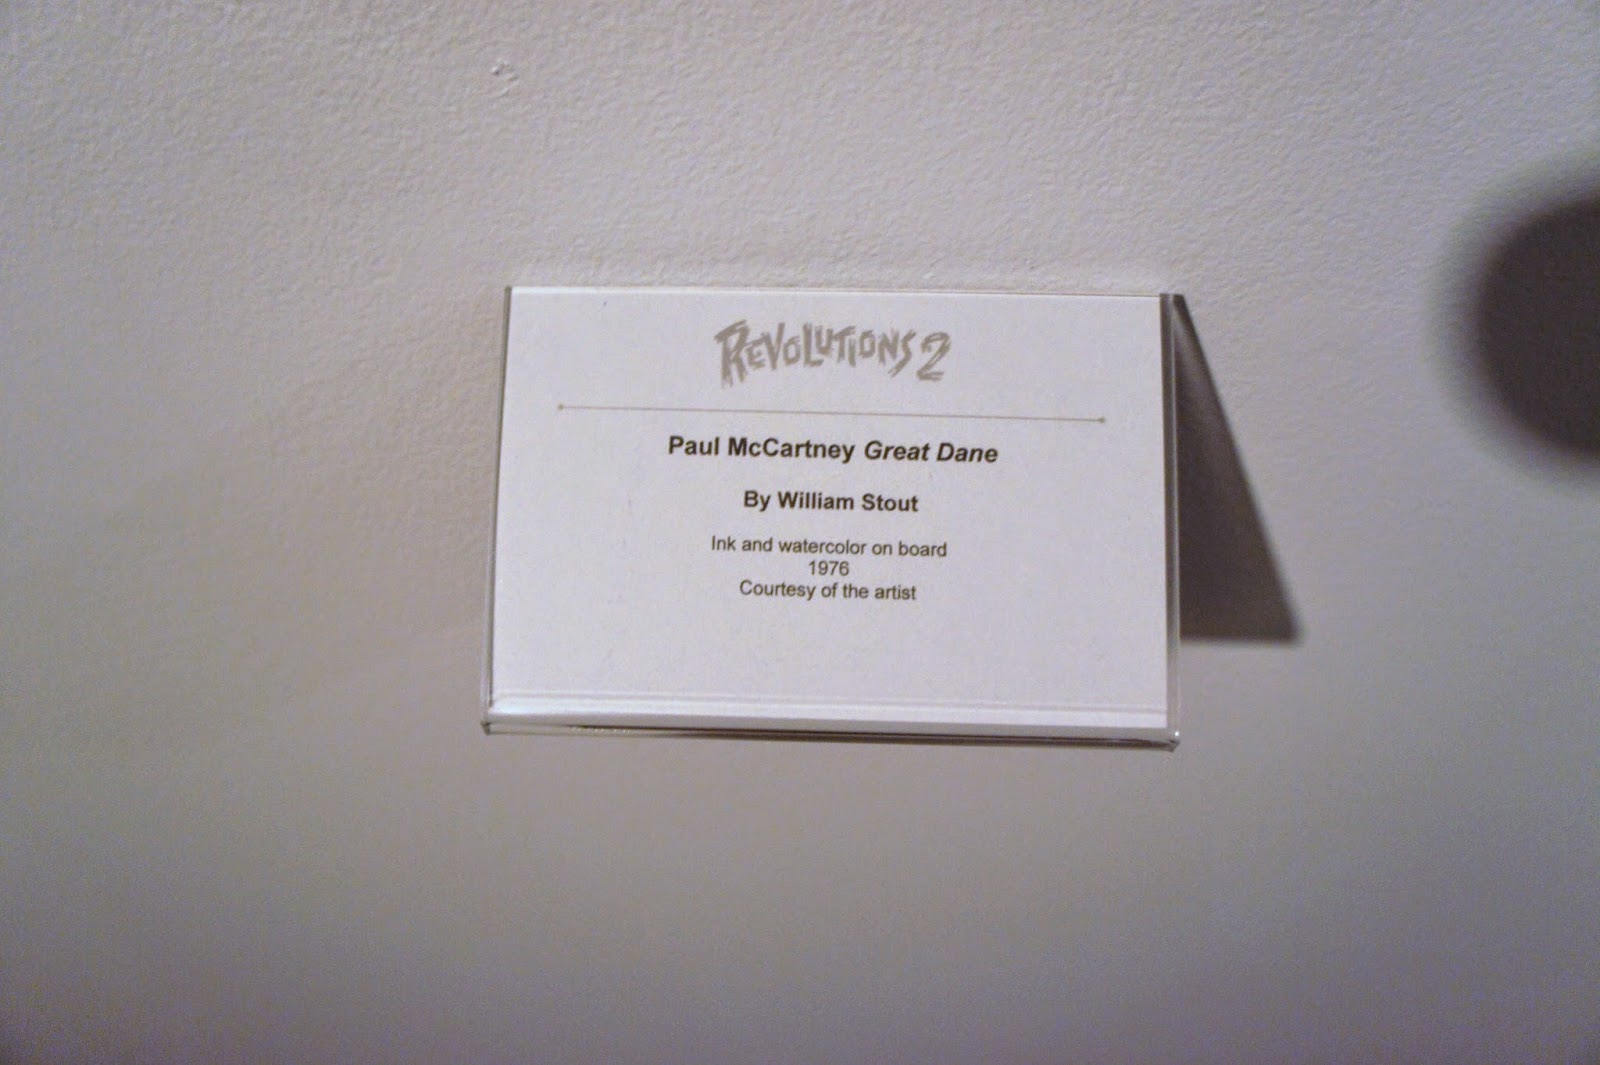 REVOLUTIONS 2
Paul McCartney Great Dane
By William Stout
Ink and watercolor on board
1976
Courtesy of the artist